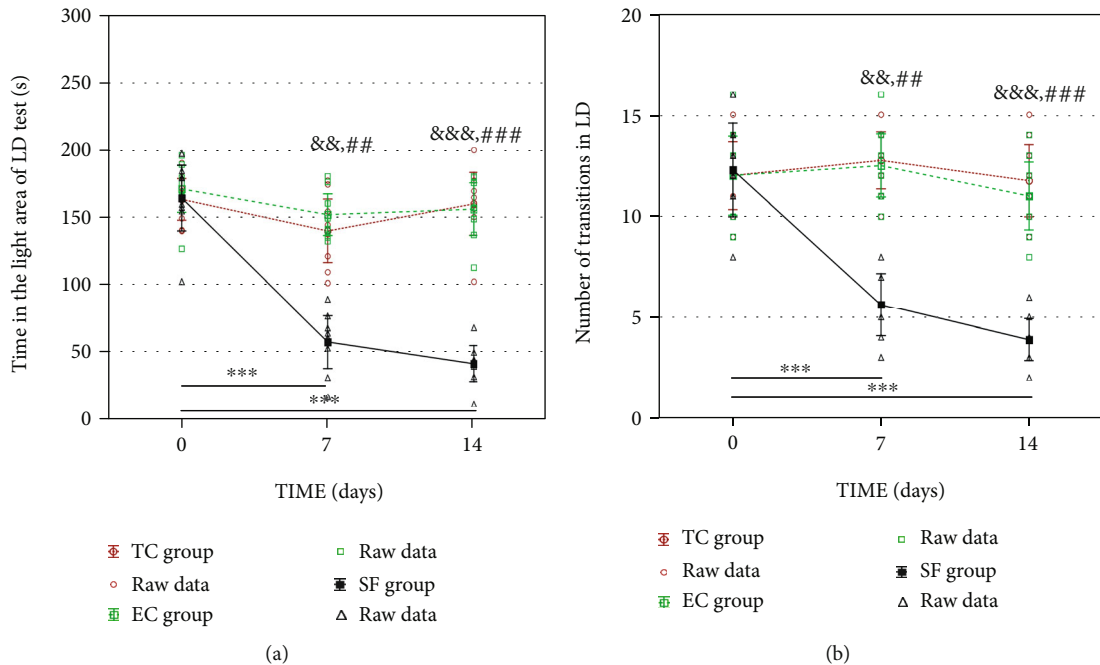 300
250
200
150
100
50
0
Time in the light area of LD test (s)
&&,##
&&&,###
***
***
0 7 14
TIME (days)
TC group
Raw data
EC group
Raw data
SF group
Raw data
(a)
20
15
10
5
0
Number of transitions in LD
&&,##
&&&,###
***
***
0 7 14
TIME (days)
TC group
Raw data
EC group
Raw data
SF group
Raw data
(b)